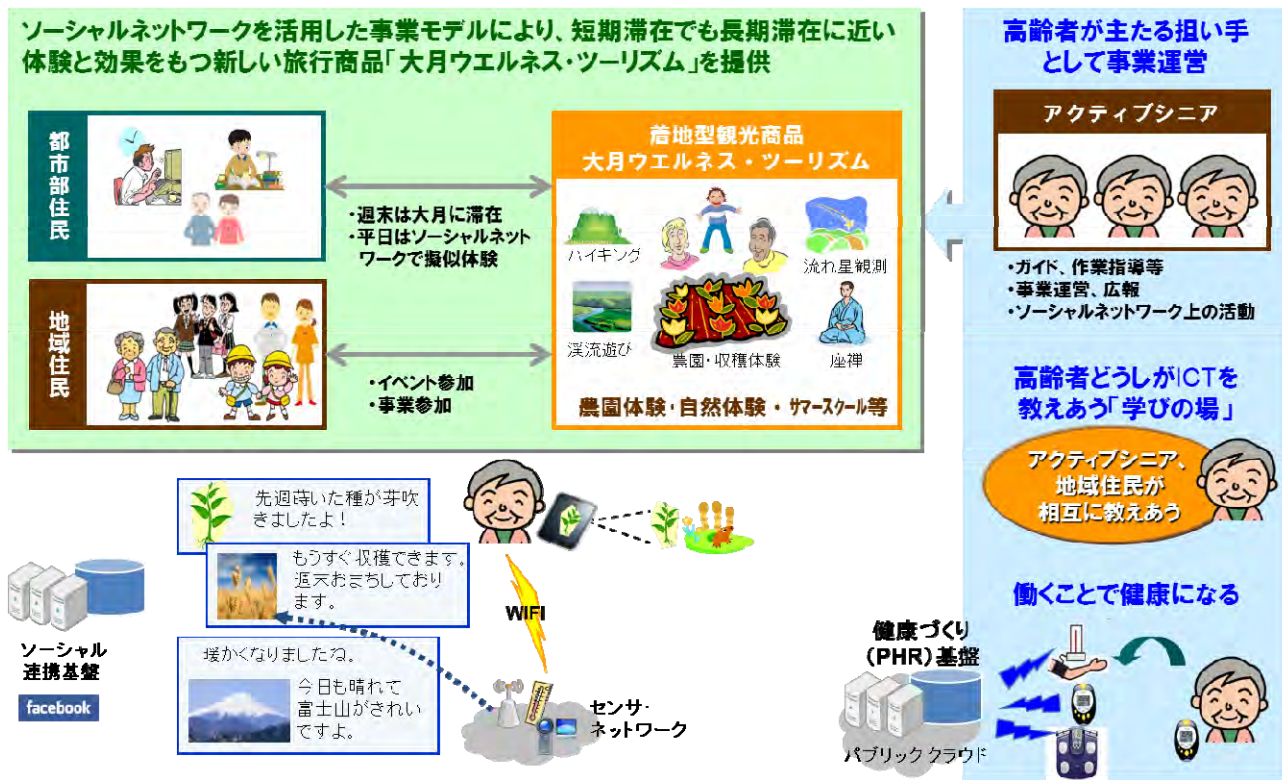 ソーシャルネットワークを活用した事業モデルにより、短期滞在でも長期滞在に近い
体験と効果をもつ新しい旅行商品「大月ウエルネス・ツーリズム」を提供
都市部住民
・週末は大月に滞在
・平日はソーシャルネット
ワークで擬似体験
地域住民
・イベント参加
・事業参加
着地型観光商品
大月ウエルネス・ツーリズム
ハイキング
流れ星観測
渓流遊び
農園・収穫体験
座禅
農園体験・自然体験・サマースクール等
高齢者が主たる担い手
として事業運営
アクティブシニア
・ガイド、作業指導等
・事業運営、広報
・ソーシャルネットワーク上の活動
高齢者どうしがICTを
教えあう「学びの場」
アクティブシニア、
地域住民が
相互に教えあう
働くことで健康になる
先週蒔いた種が芽吹
きましたよ！
もうすぐ収穫できます。
週末おまちしており
ます。
暖かくなりましたね。
今日も晴れて
富士山がきれい
ですよ。
ソーシャル
連携基盤
facebook
WIFI
センサ・
ネットワーク
健康づくり
(PHR)基盤
パブリッククラウド